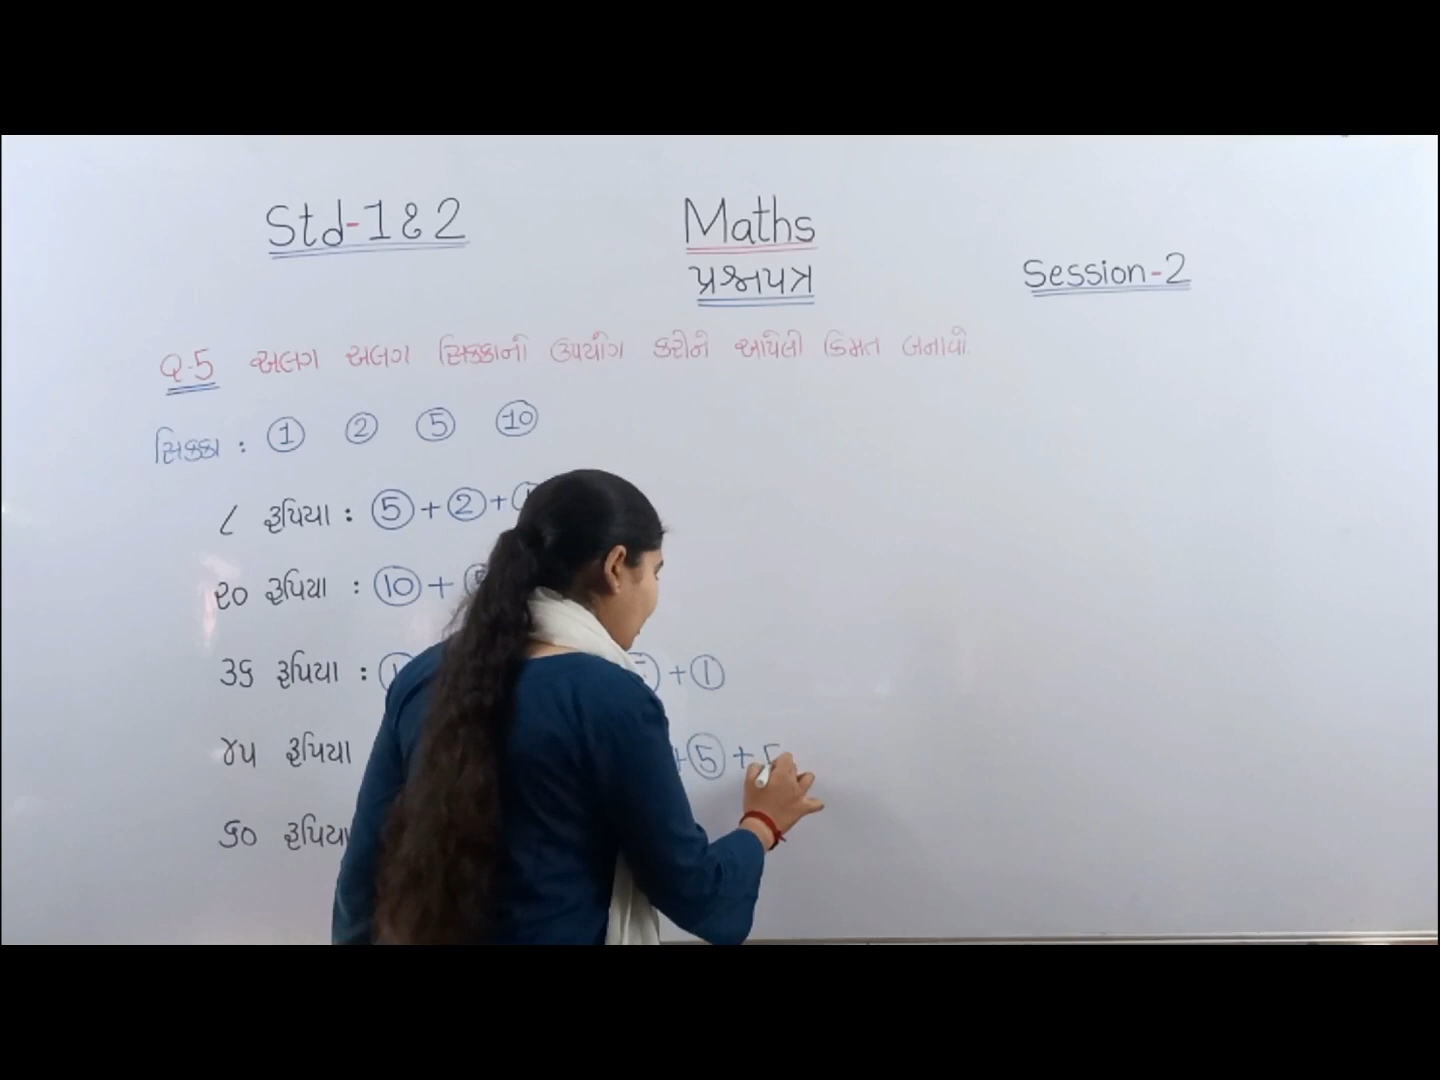 Std-1 & 2
Maths
પ્રશ્નપત્ર
Session-2
Q.5 અલગ અલગ સિક્કાનો ઉપયોગ કરીને આપેલી કિંમત બનાવો.
સિક્કા : 1 2 5 10
૮ રૂપિયા : 5 + 2 +
૨૦ રૂપિયા : 10 +
૩૬ રૂપિયા : + 1
૪૫ રૂપિયા + 5 + 5
૬૦ રૂપિયા